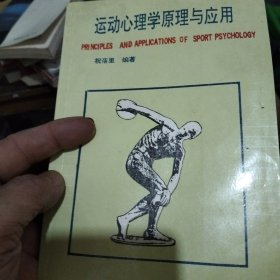 运动心理学原理与应用
PRINCIPLES AND APPLICATIONS OF SPORT PSYCHOLOGY
祝蓓里 编著